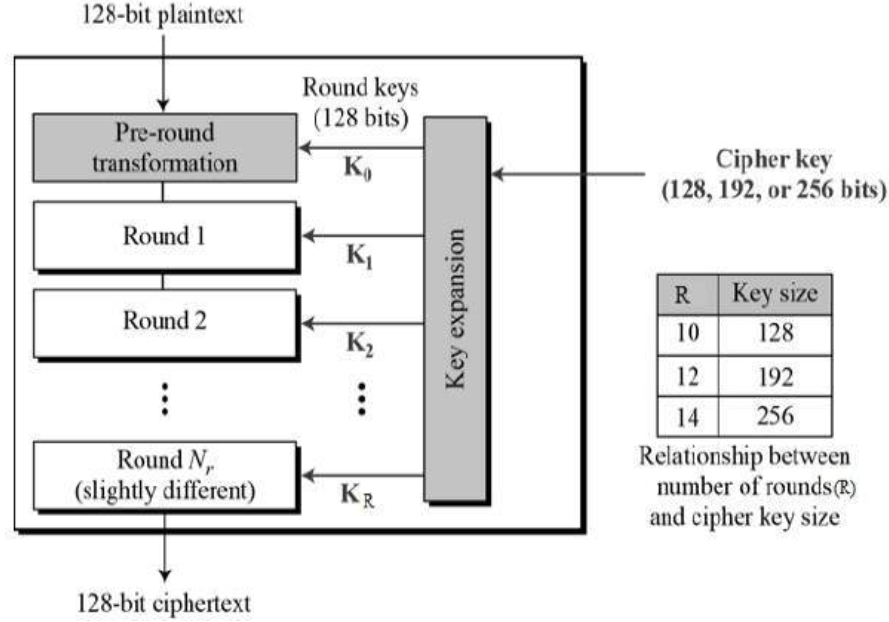 128-bit plaintext
Round keys
(128 bits)
Pre-round
transformation
K₀
Cipher key
(128, 192, or 256 bits)
Round 1
K₁
Round 2
K₂
⋮
⋮
Round Nᵣ
(slightly different)
K_R
Key expansion
128-bit ciphertext
R Key size
10 128
12 192
14 256
Relationship between
number of rounds(R)
and cipher key size